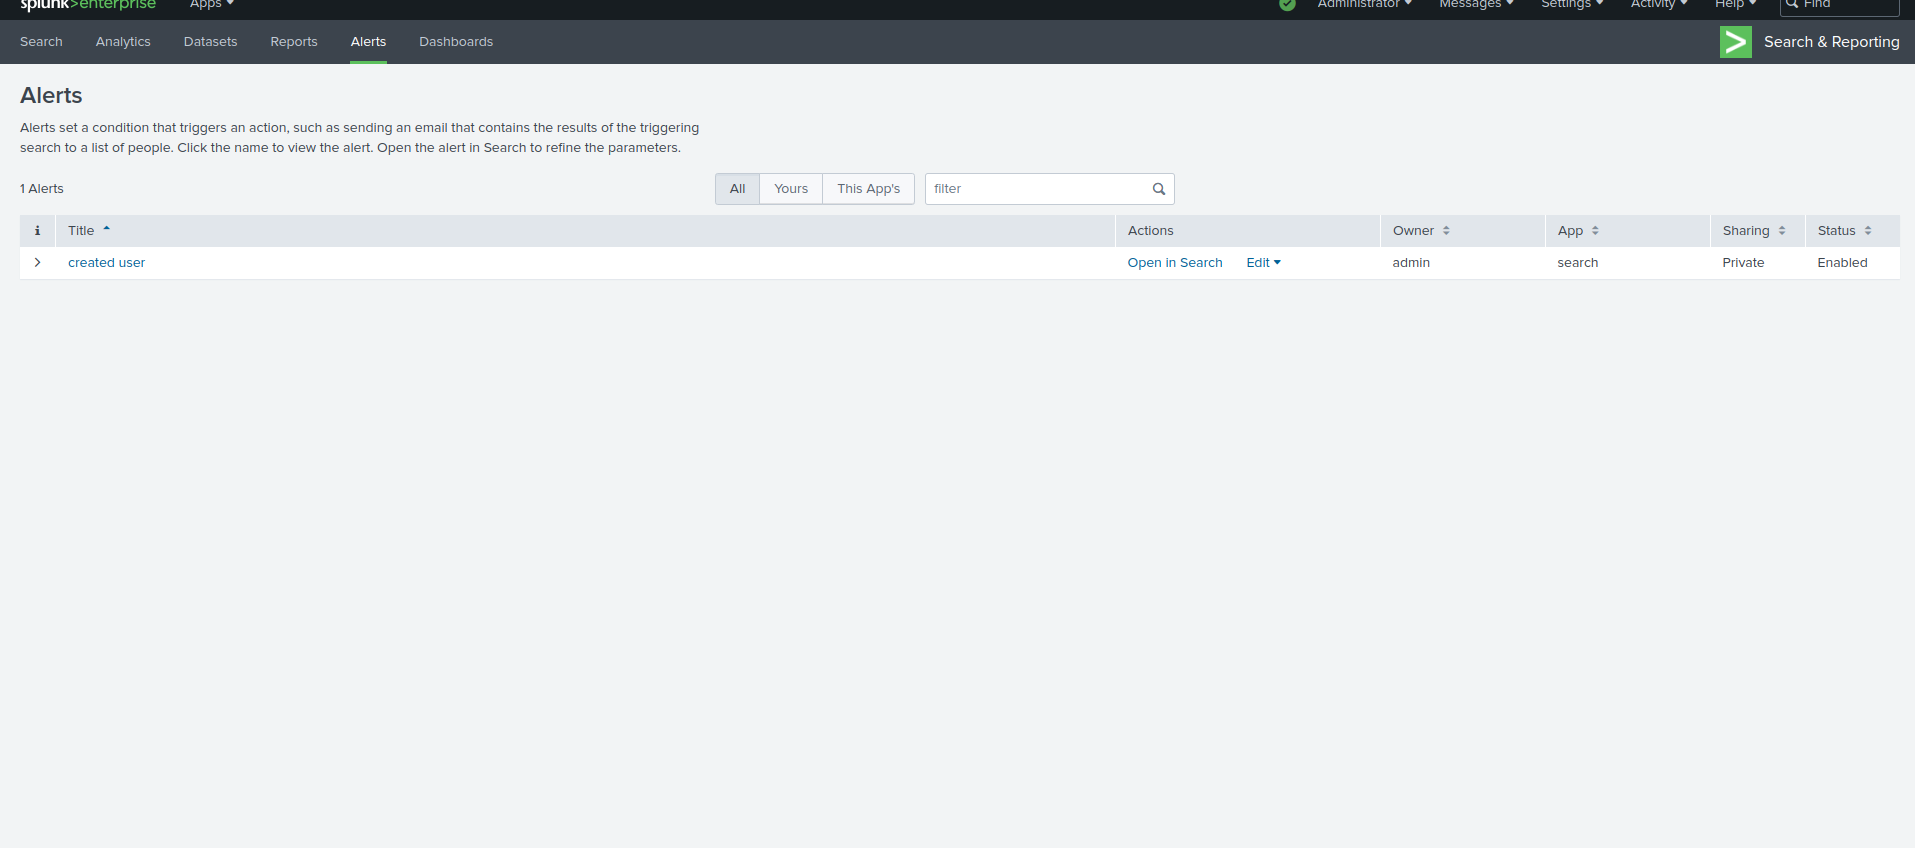 splunk>enterprise Apps Administrator Messages Settings Activity Help Find
Search Analytics Datasets Reports Alerts Dashboards Search & Reporting
Alerts
Alerts set a condition that triggers an action, such as sending an email that contains the results of the triggering
search to a list of people. Click the name to view the alert. Open the alert in Search to refine the parameters.
1 Alerts All Yours This App's filter
i Title Actions Owner App Sharing Status
created user Open in Search Edit admin search Private Enabled